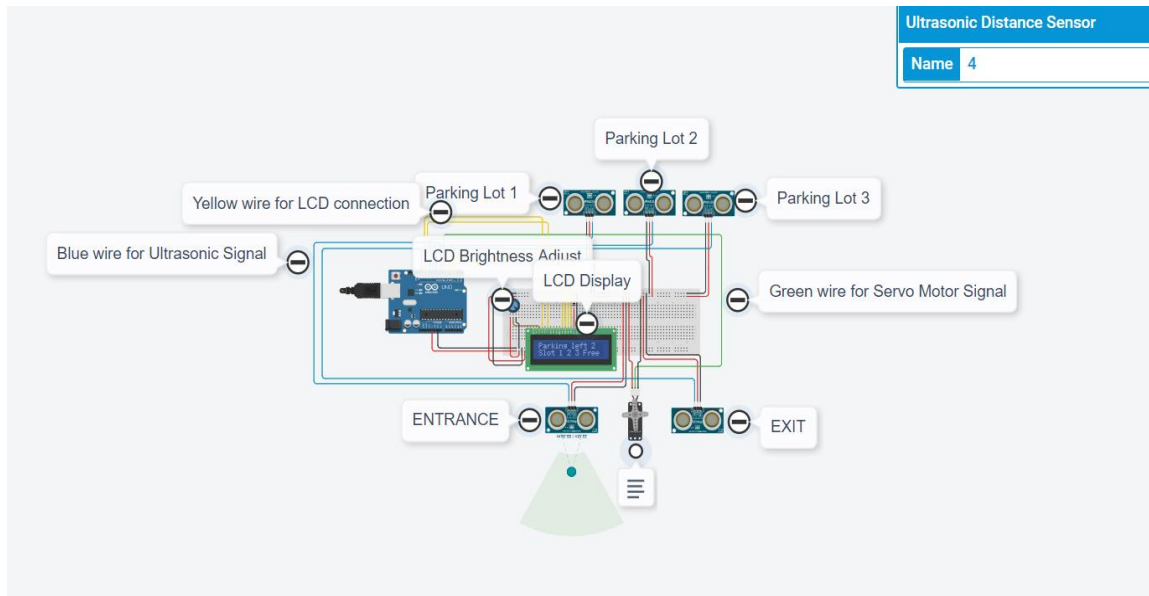 Ultrasonic Distance Sensor
Name 4
Parking Lot 2
Parking Lot 1
Parking Lot 3
Yellow wire for LCD connection
Blue wire for Ultrasonic Signal
LCD Brightness Adjust
LCD Display
Green wire for Servo Motor Signal
UNO
Parking left 2
Slot 1 2 3 Free
ENTRANCE
EXIT